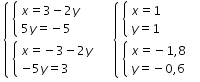 x = 3 − 2y
5y = −5
x = −3 − 2y
−5y = 3
x = 1
y = 1
x = −1,8
y = −0,6